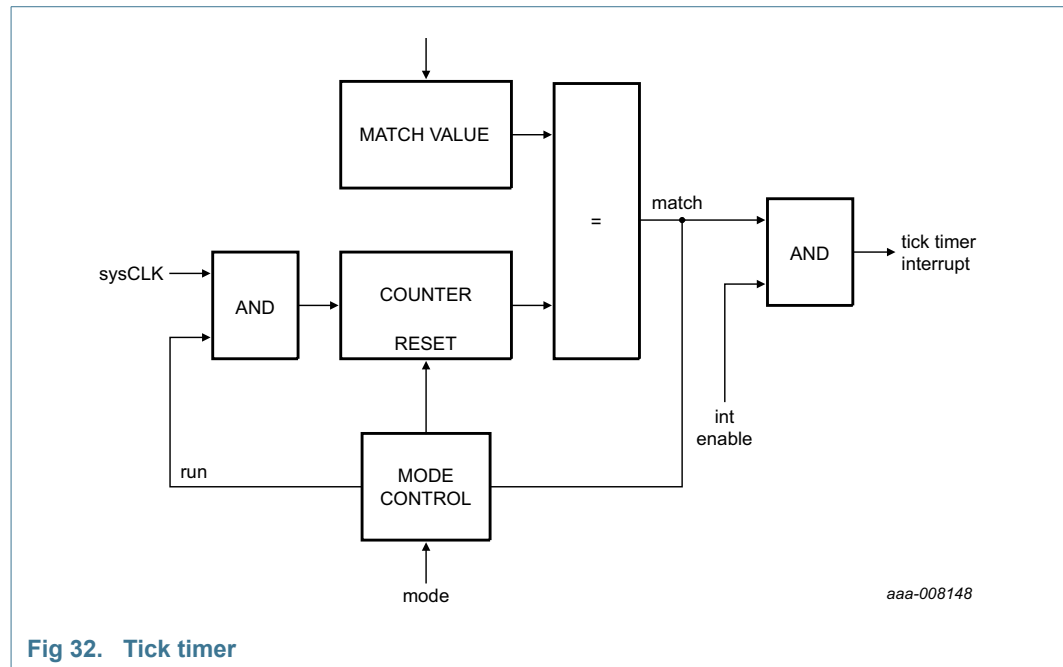 MATCH VALUE
=
match
sysCLK
AND
COUNTER
RESET
AND
tick timer
interrupt
int
enable
run
MODE
CONTROL
mode
aaa-008148
Fig 32. Tick timer